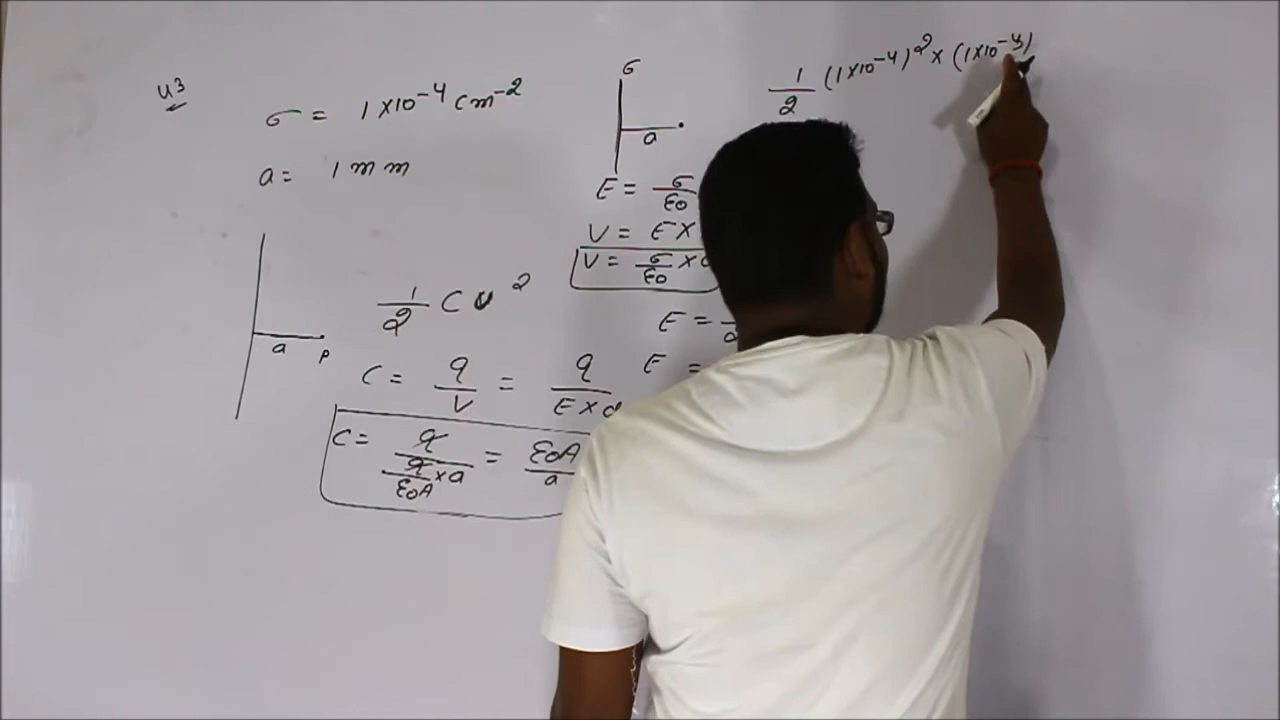 43
σ = 1×10⁻⁴ cm⁻²
a = 1 mm
a P
1/2 C v²
C = q/V = q/(E×d
C = q/(q/(ε₀A) ×a) = ε₀A/a
σ
a
E = σ/ε₀
V = E×
V = σ/ε₀ ×
E =
E =
1/2 (1×10⁻⁴)² × (1×10⁻³)